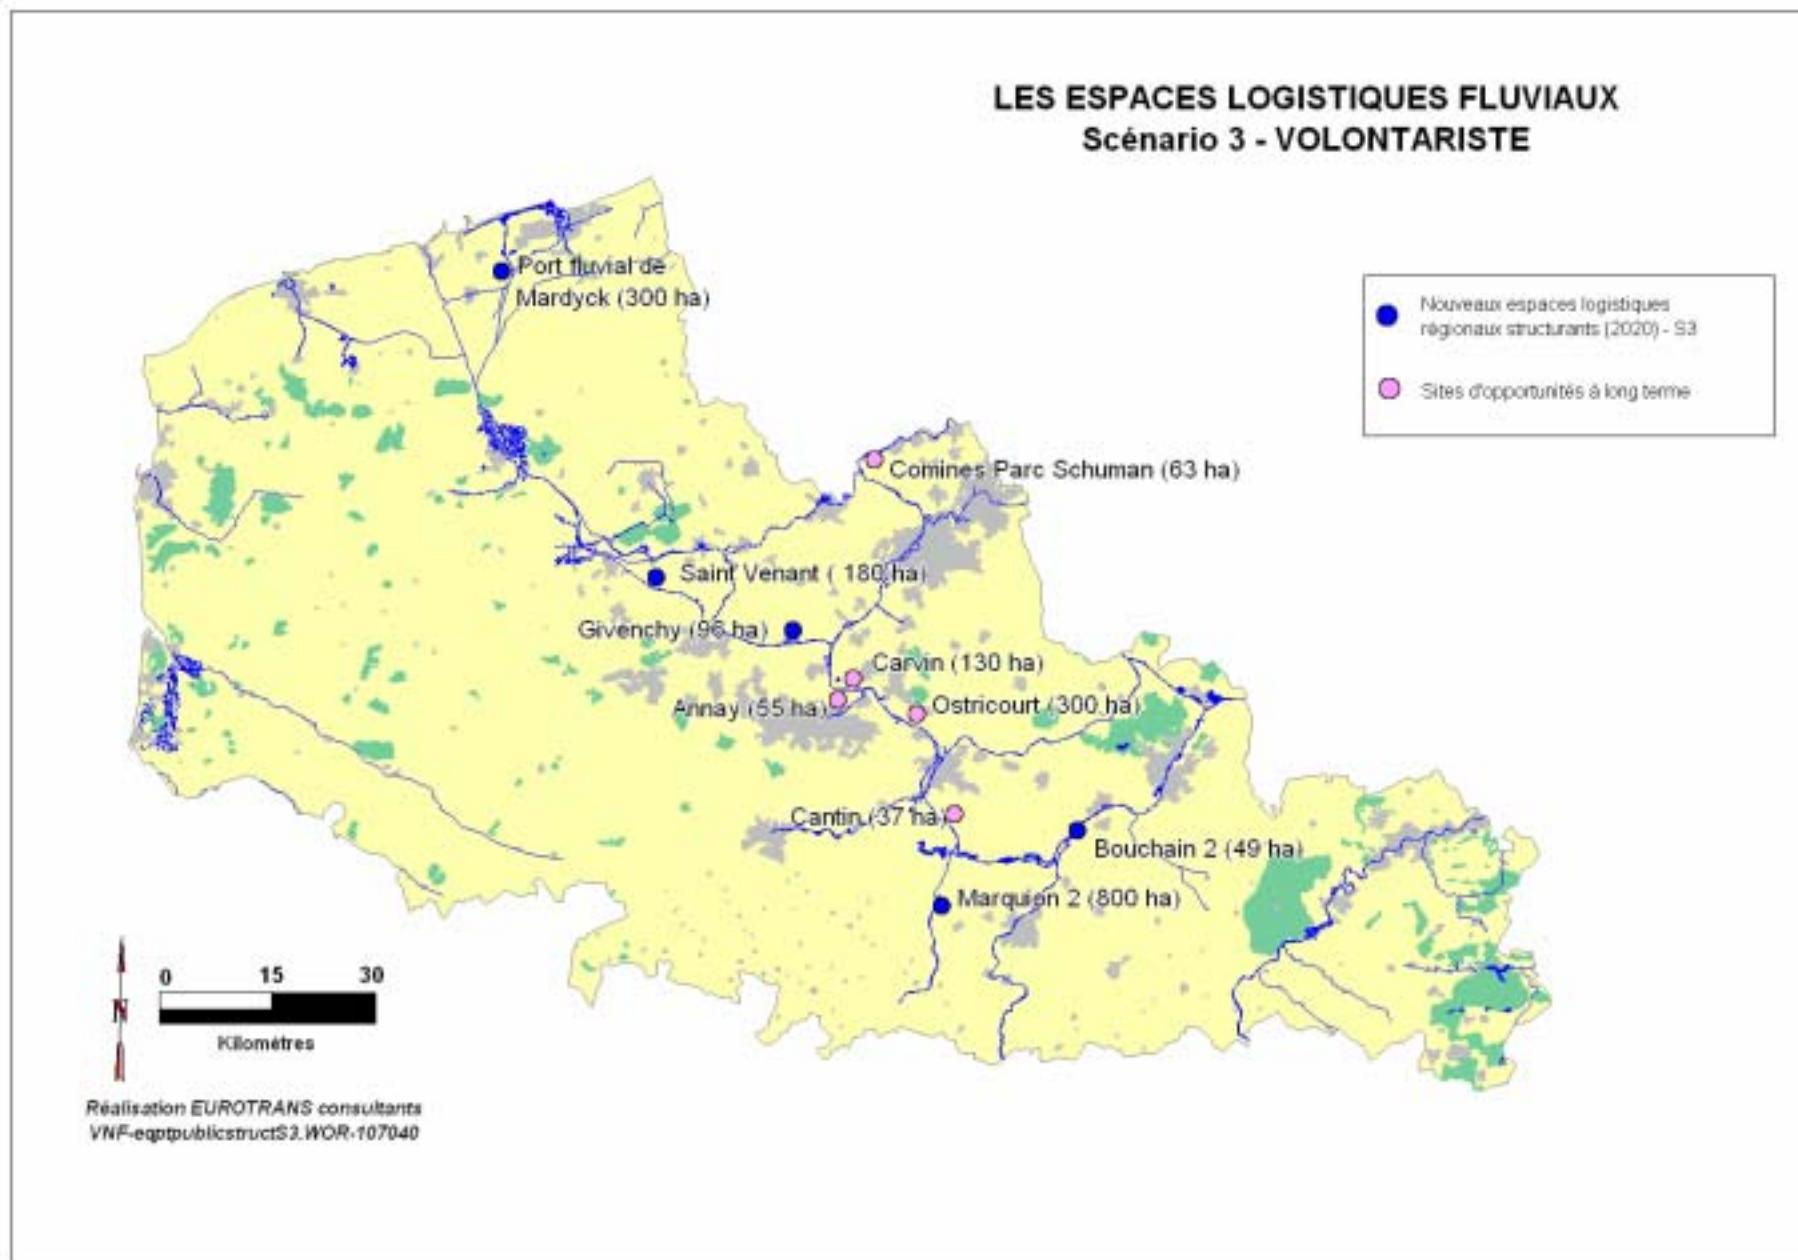 LES ESPACES LOGISTIQUES FLUVIAUX
Scénario 3 - VOLONTARISTE
Port fluvial de
Mardyck (300 ha)
Nouveaux espaces logistiques
régionaux structurants (2020) - S3
Sites d'opportunités à long terme
Comines Parc Schuman (63 ha)
Saint Venant ( 180 ha)
Givenchy (96 ha)
Carvin (130 ha)
Annay (55 ha)
Ostricourt (300 ha)
Cantin (37 ha)
Bouchain 2 (49 ha)
Marquion 2 (800 ha)
0 15 30
N
Kilomètres
Réalisation EUROTRANS consultants
VNF-eqptpublicstructS3.WOR-107040